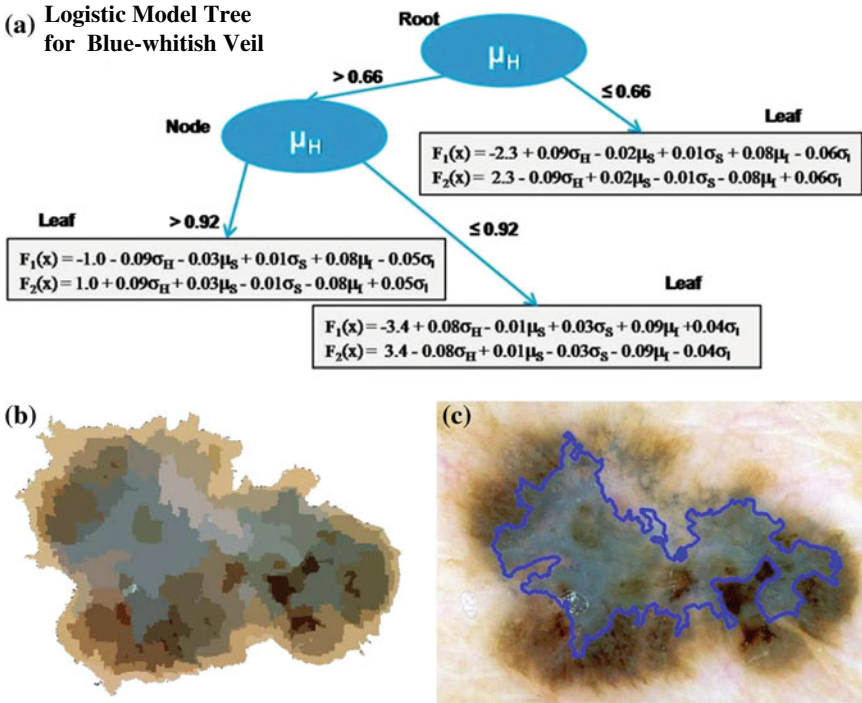 (a) Logistic Model Tree
for Blue-whitish Veil
Root
μH
> 0.66
≤ 0.66
Node
μH
Leaf
F1(x) = -2.3 + 0.09σH - 0.02μS + 0.01σS + 0.08μI - 0.06σI
F2(x) = 2.3 - 0.09σH + 0.02μS - 0.01σS - 0.08μI + 0.06σI
Leaf
> 0.92
≤ 0.92
F1(x) = -1.0 - 0.09σH - 0.03μS + 0.01σS + 0.08μI - 0.05σI
F2(x) = 1.0 + 0.09σH + 0.03μS - 0.01σS - 0.08μI + 0.05σI
Leaf
F1(x) = -3.4 + 0.08σH - 0.01μS + 0.03σS + 0.09μI +0.04σI
F2(x) = 3.4 - 0.08σH + 0.01μS - 0.03σS - 0.09μI - 0.04σI
(b)
(c)